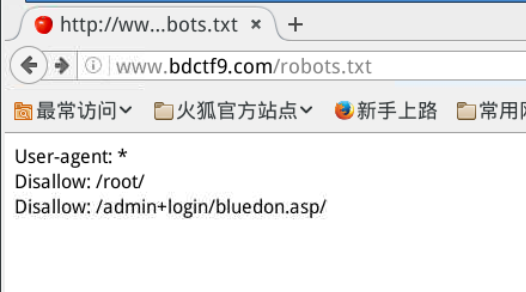 http://ww...bots.txt
www.bdctf9.com/robots.txt
最常访问 火狐官方站点 新手上路 常用
User-agent: *
Disallow: /root/
Disallow: /admin+login/bluedon.asp/